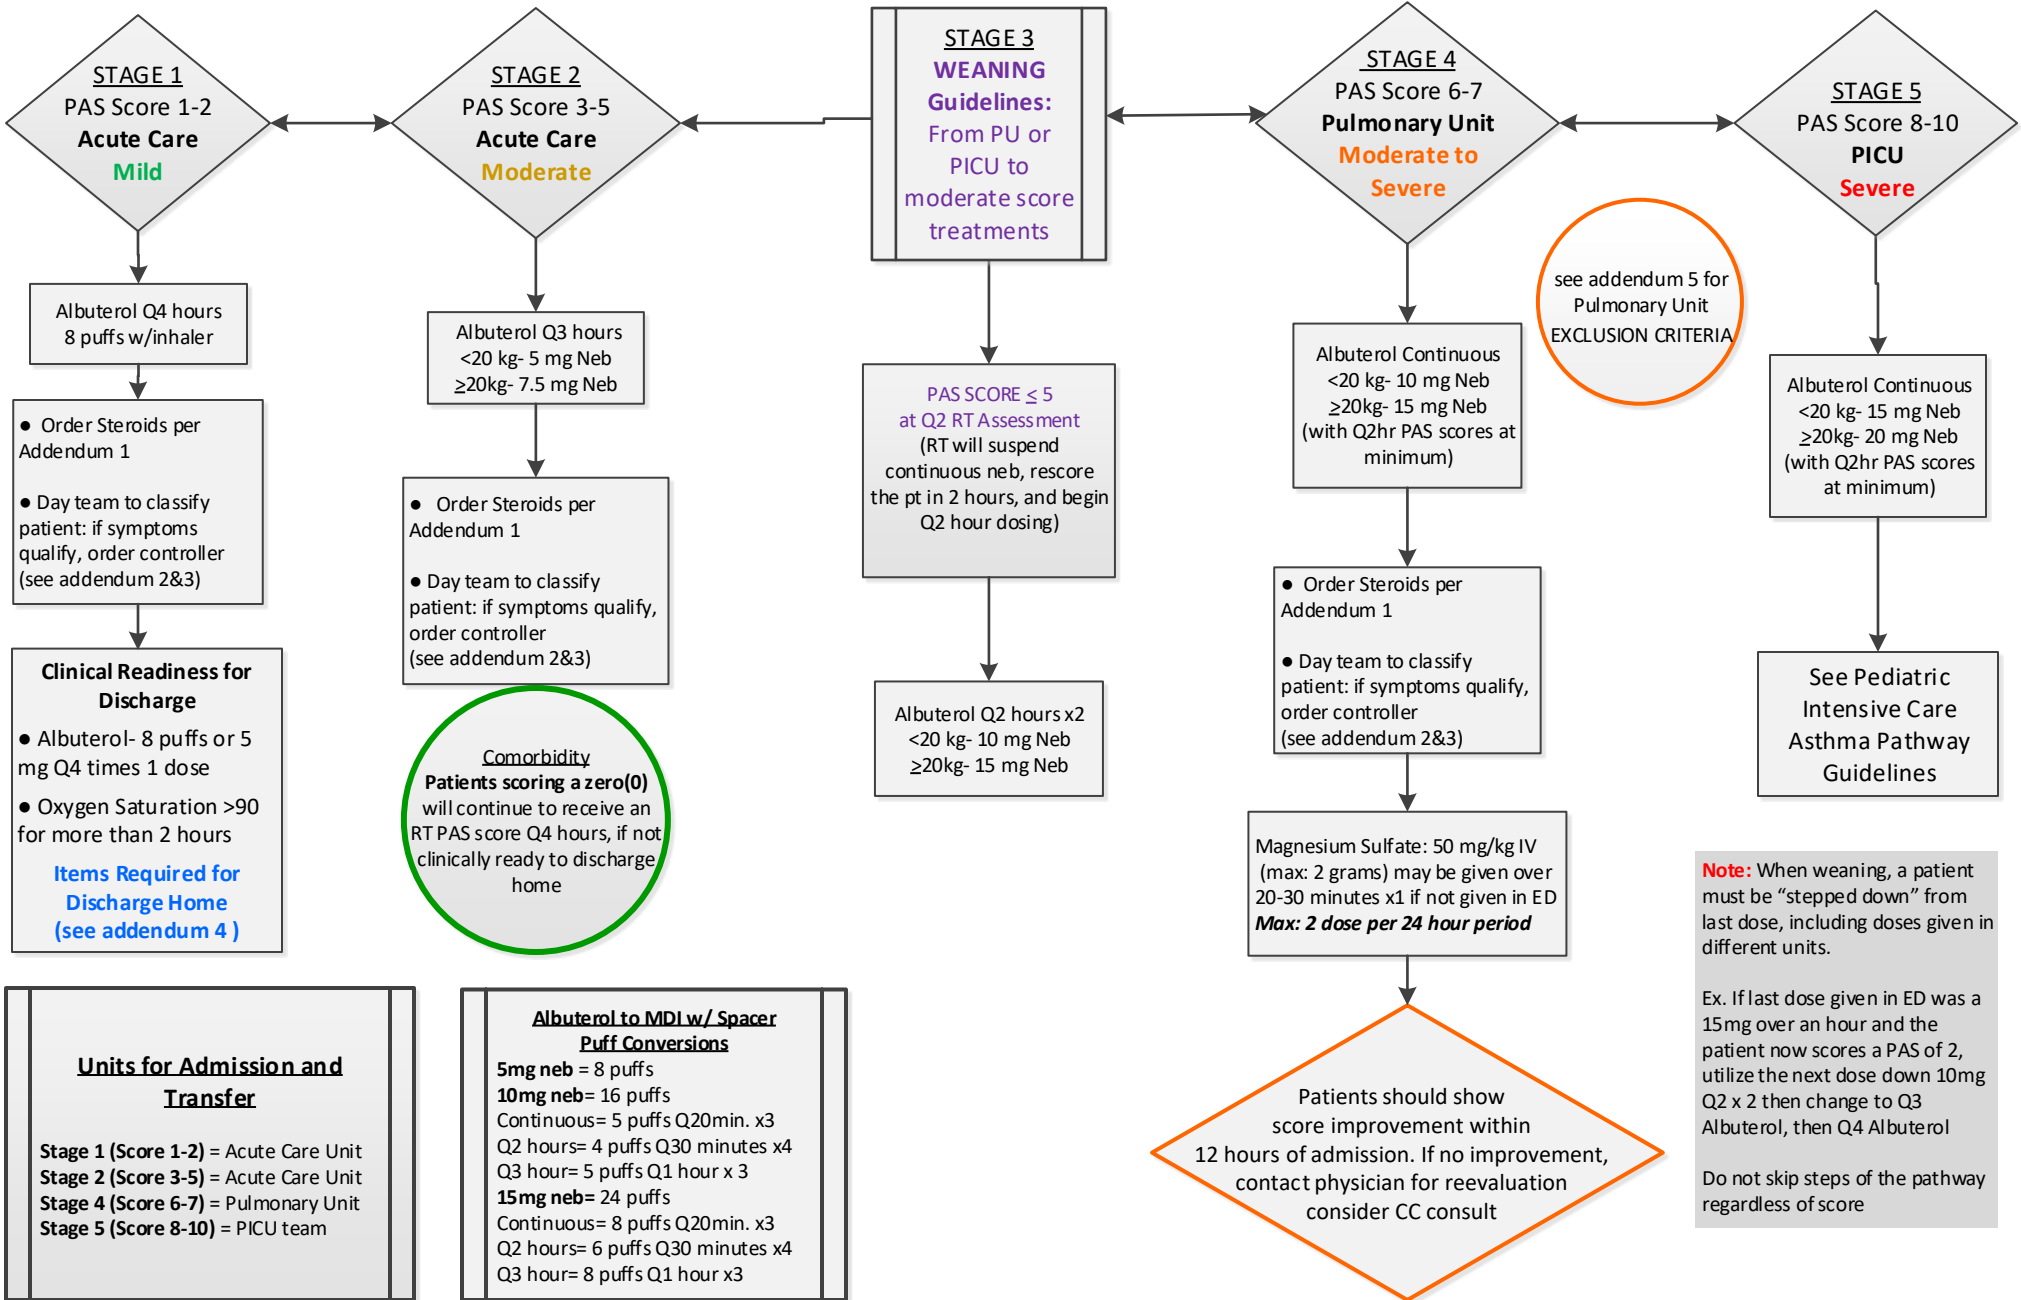 STAGE 1
PAS Score 1-2
Acute Care
Mild
STAGE 2
PAS Score 3-5
Acute Care
Moderate
STAGE 3
WEANING
Guidelines:
From PU or
PICU to
moderate score
treatments
STAGE 4
PAS Score 6-7
Pulmonary Unit
Moderate to
Severe
STAGE 5
PAS Score 8-10
PICU
Severe
see addendum 5 for
Pulmonary Unit
EXCLUSION CRITERIA
Albuterol Q4 hours
8 puffs w/inhaler
● Order Steroids per
Addendum 1
● Day team to classify
patient: if symptoms
qualify, order controller
(see addendum 2&3)
Clinical Readiness for
Discharge
● Albuterol- 8 puffs or 5
mg Q4 times 1 dose
● Oxygen Saturation >90
for more than 2 hours
Items Required for
Discharge Home
(see addendum 4 )
Albuterol Q3 hours
<20 kg- 5 mg Neb
≥20kg- 7.5 mg Neb
● Order Steroids per
Addendum 1
● Day team to classify
patient: if symptoms qualify,
order controller
(see addendum 2&3)
Comorbidity
Patients scoring a zero(0)
will continue to receive an
RT PAS score Q4 hours, if not
clinically ready to discharge
home
PAS SCORE ≤ 5
at Q2 RT Assessment
(RT will suspend
continuous neb, rescore
the pt in 2 hours, and begin
Q2 hour dosing)
Albuterol Q2 hours x2
<20 kg- 10 mg Neb
≥20kg- 15 mg Neb
Albuterol Continuous
<20 kg- 10 mg Neb
≥20kg- 15 mg Neb
(with Q2hr PAS scores at
minimum)
● Order Steroids per
Addendum 1
● Day team to classify
patient: if symptoms qualify,
order controller
(see addendum 2&3)
Magnesium Sulfate: 50 mg/kg IV
(max: 2 grams) may be given over
20-30 minutes x1 if not given in ED
Max: 2 dose per 24 hour period
Patients should show
score improvement within
12 hours of admission. If no improvement,
contact physician for reevaluation
consider CC consult
Albuterol Continuous
<20 kg- 15 mg Neb
≥20kg- 20 mg Neb
(with Q2hr PAS scores
at minimum)
See Pediatric
Intensive Care
Asthma Pathway
Guidelines
Note: When weaning, a patient
must be “stepped down” from
last dose, including doses given in
different units.
Ex. If last dose given in ED was a
15mg over an hour and the
patient now scores a PAS of 2,
utilize the next dose down 10mg
Q2 x 2 then change to Q3
Albuterol, then Q4 Albuterol
Do not skip steps of the pathway
regardless of score
Units for Admission and
Transfer
Stage 1 (Score 1-2) = Acute Care Unit
Stage 2 (Score 3-5) = Acute Care Unit
Stage 4 (Score 6-7) = Pulmonary Unit
Stage 5 (Score 8-10) = PICU team
Albuterol to MDI w/ Spacer
Puff Conversions
5mg neb = 8 puffs
10mg neb= 16 puffs
Continuous= 5 puffs Q20min. x3
Q2 hours= 4 puffs Q30 minutes x4
Q3 hour= 5 puffs Q1 hour x 3
15mg neb= 24 puffs
Continuous= 8 puffs Q20min. x3
Q2 hours= 6 puffs Q30 minutes x4
Q3 hour= 8 puffs Q1 hour x3